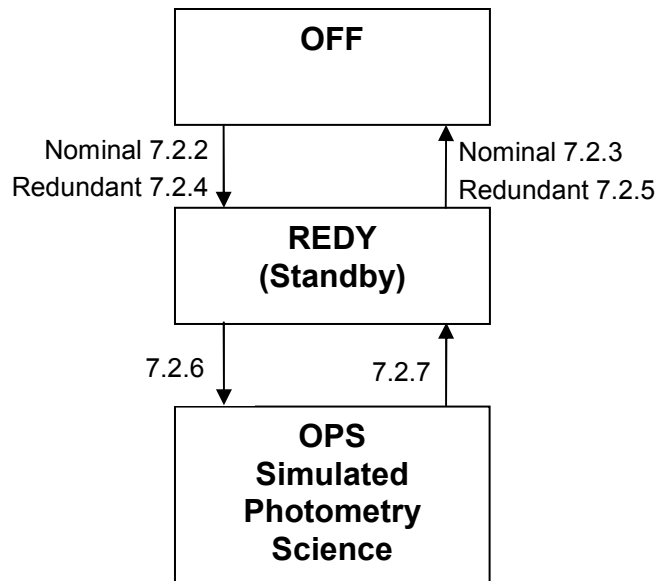 OFF
Nominal 7.2.2
Redundant 7.2.4
Nominal 7.2.3
Redundant 7.2.5
REDY
(Standby)
7.2.6
7.2.7
OPS
Simulated
Photometry
Science